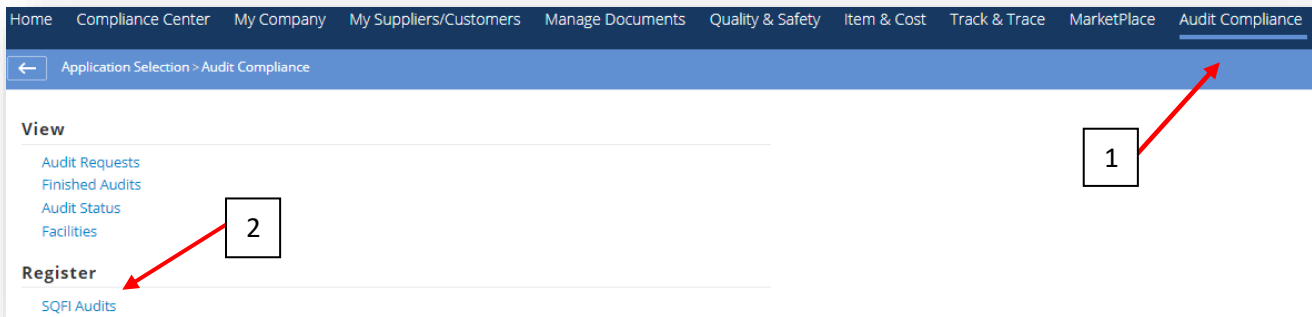 Home Compliance Center My Company My Suppliers/Customers Manage Documents Quality & Safety Item & Cost Track & Trace MarketPlace Audit Compliance
Application Selection > Audit Compliance
View
1
Audit Requests
Finished Audits
Audit Status
2
Facilities
Register
SQFI Audits